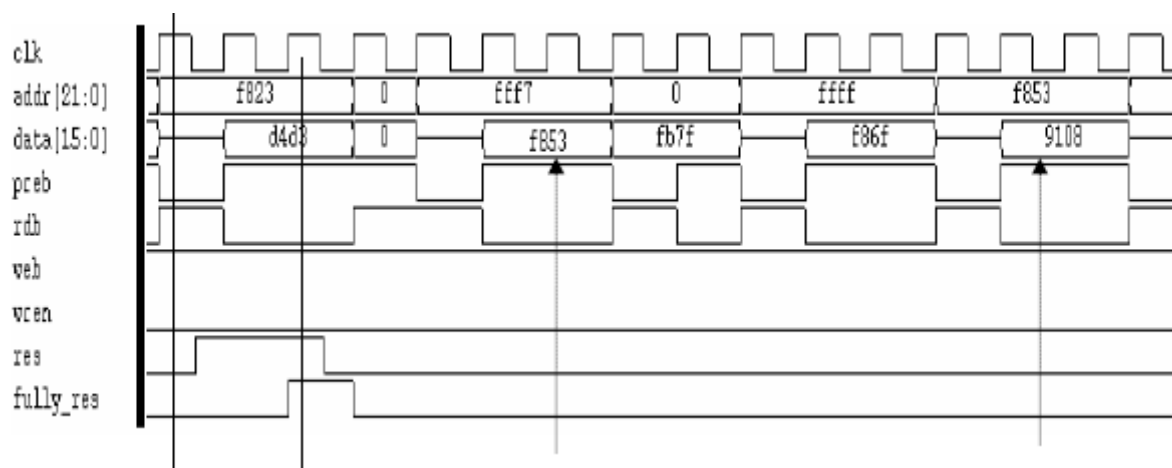 clk
addr[21:0] f823 0 fff7 0 ffff f853
data[15:0] d4d3 0 f853 fb7f f86f 9108
pceb
rdb
web
wren
res
fully_res